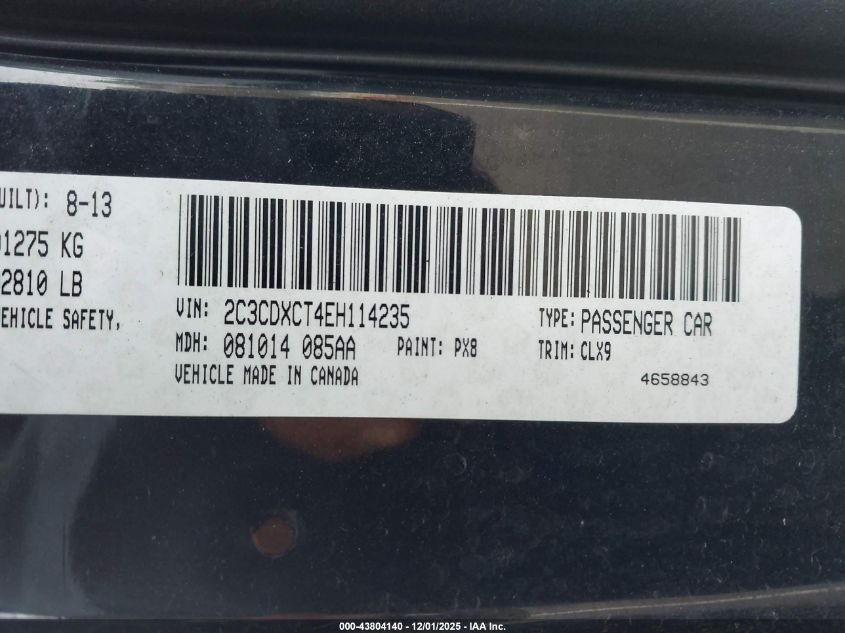 UILT): 8-13
1275 KG
2810 LB
EHICLE SAFETY,
VIN: 2C3CDXCT4EH114235
TYPE: PASSENGER CAR
MDH: 081014 085AA
PAINT: PX8
TRIM: CLX9
VEHICLE MADE IN CANADA
4658843
000-43804140 - 12/01/2025 - IAA Inc.